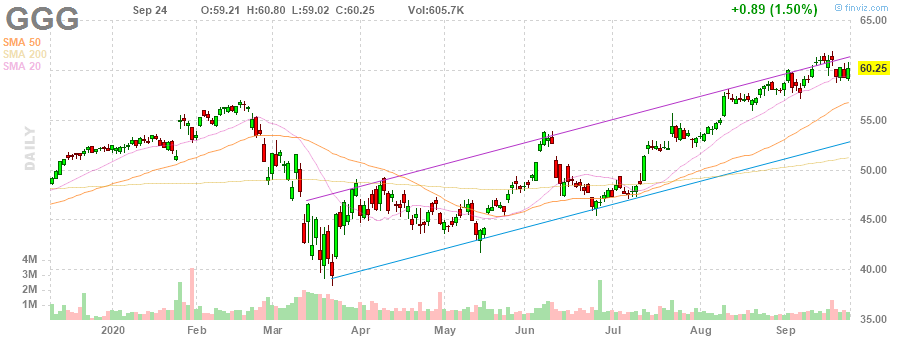 GGG
Sep 24 O:59.21 H:60.80 L:59.02 C:60.25 Vol:605.7K +0.89 (1.50%)
finviz.com
SMA 50
SMA 200
SMA 20
DAILY
65.00
60.25
55.00
50.00
45.00
40.00
35.00
4M
3M
2M
1M
2020 Feb Mar Apr May Jun Jul Aug Sep